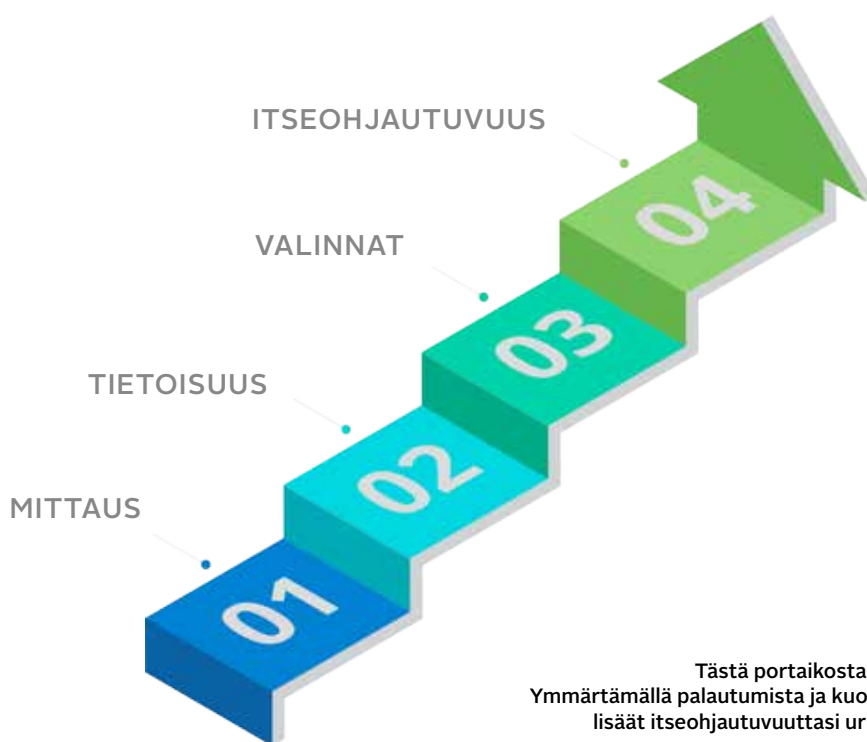 ITSEOHJAUTUVUUS
04
VALINNAT
03
TIETOISUUS
02
MITTAUS
01
Tästä portaikosta
Ymmärtämällä palautumista ja
lisäät itseohjautuvuuttasi